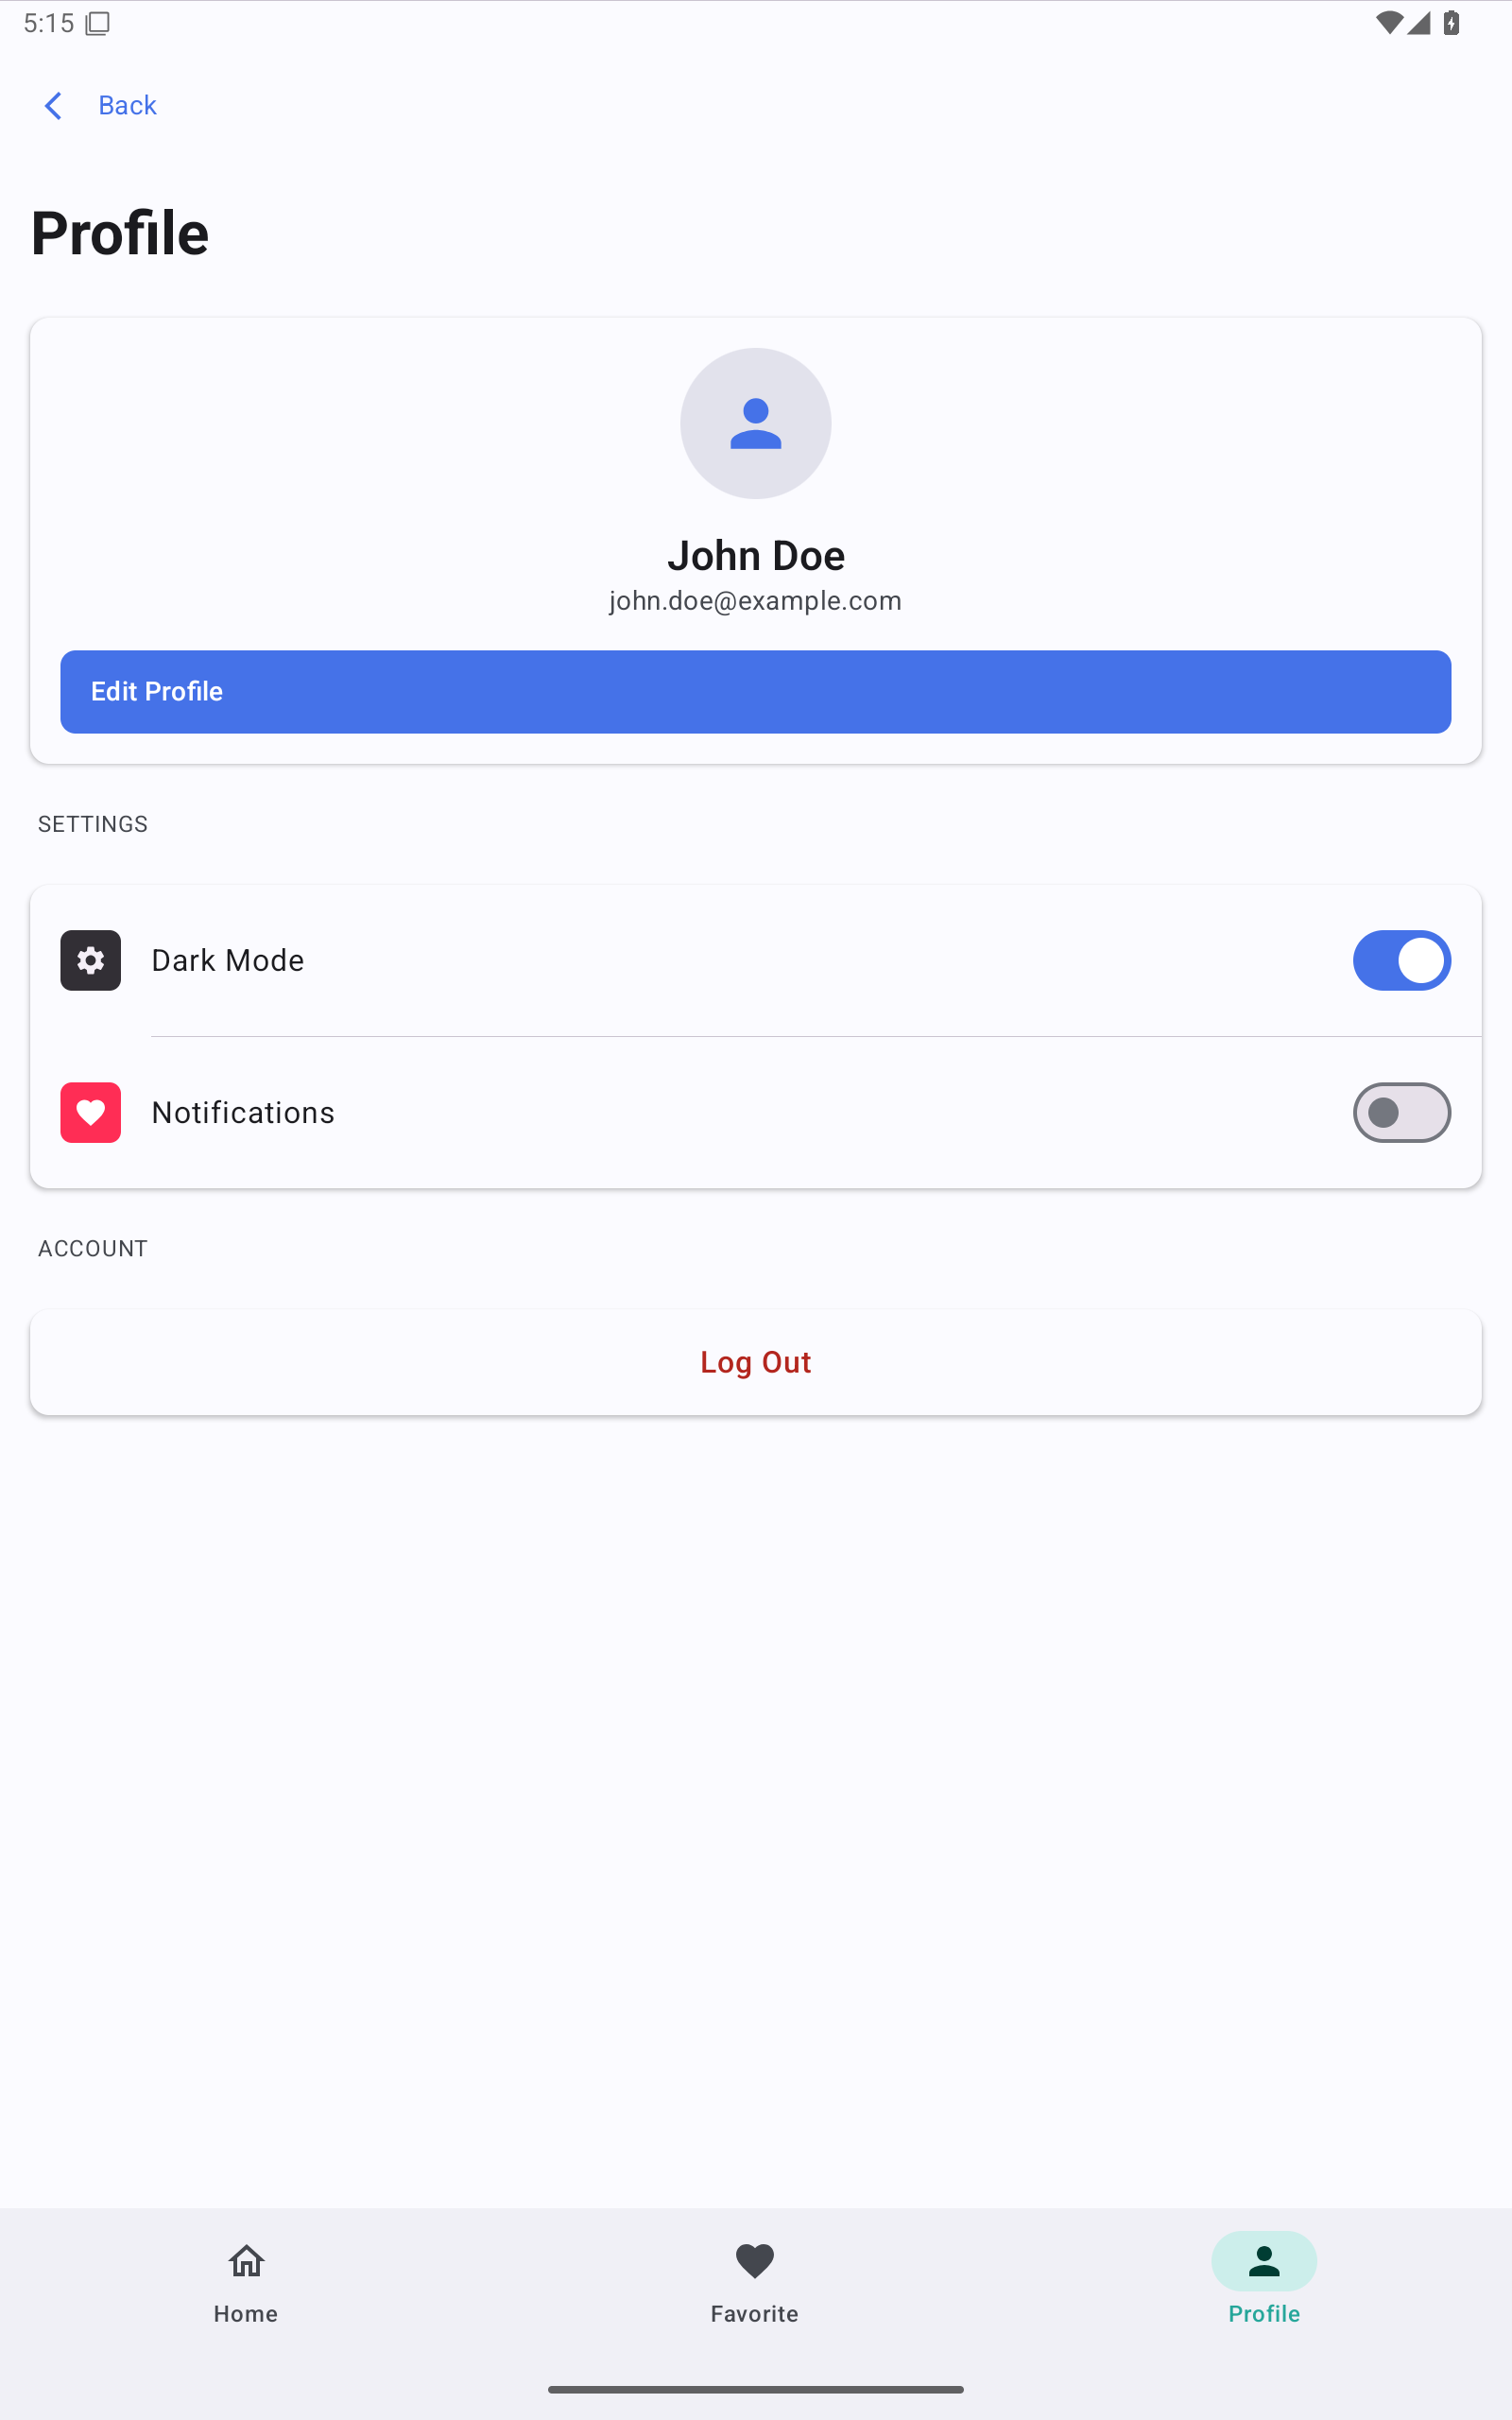 5:15
Back
Profile
John Doe
john.doe@example.com
Edit Profile
SETTINGS
Dark Mode
Notifications
ACCOUNT
Log Out
Home
Favorite
Profile